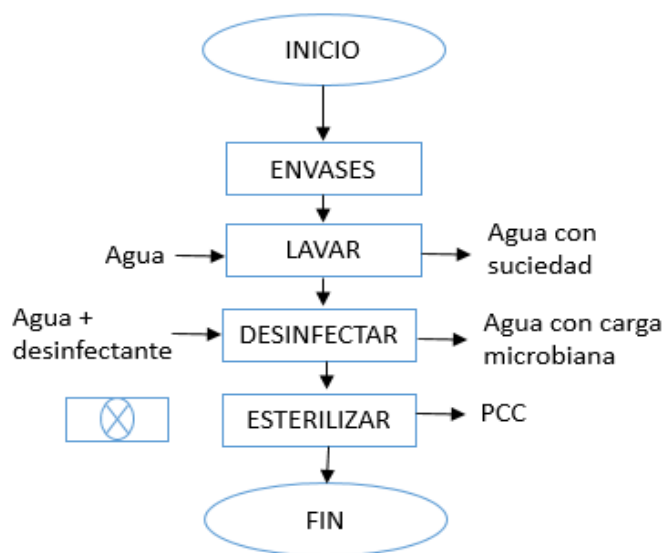 INICIO
ENVASES
Agua
LAVAR
Agua con
suciedad
Agua +
desinfectante
DESINFECTAR
Agua con carga
microbiana
ESTERILIZAR
PCC
FIN